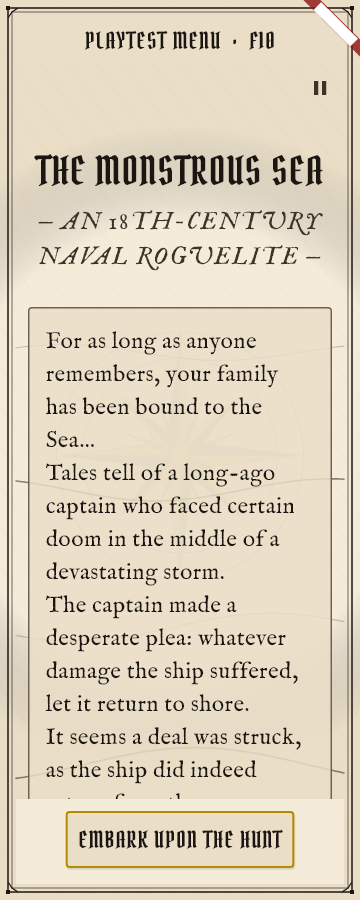 PLAYTEST MENU · F10
THE MONSTROUS SEA
– AN 18TH-CENTURY
NAVAL ROGUELITE –
For as long as anyone
remembers, your family
has been bound to the
Sea...
Tales tell of a long-ago
captain who faced certain
doom in the middle of a
devastating storm.
The captain made a
desperate plea: whatever
damage the ship suffered,
let it return to shore.
It seems a deal was struck,
as the ship did indeed
EMBARK UPON THE HUNT